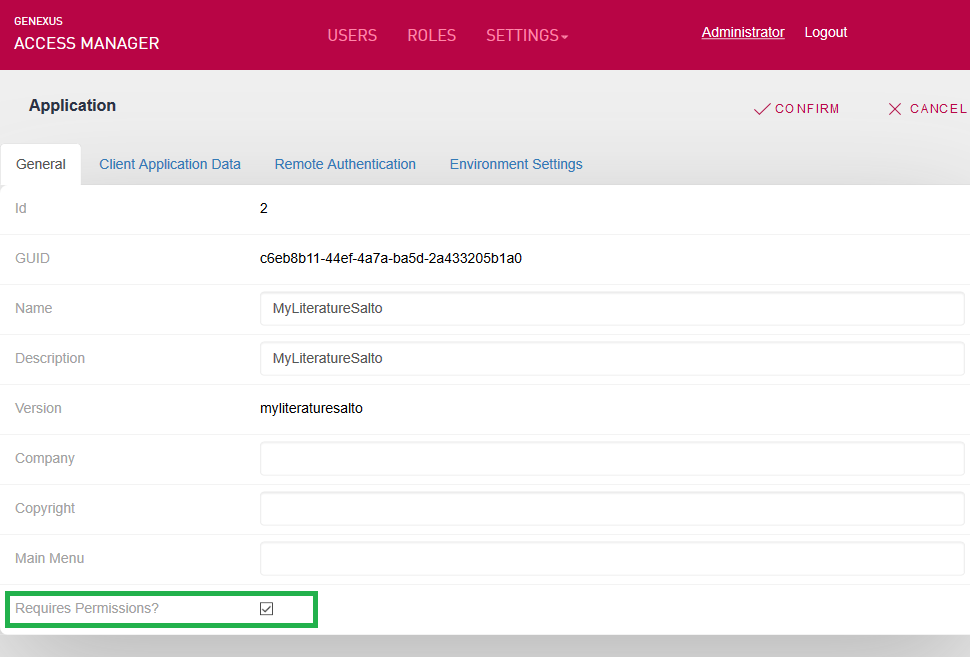 GENEXUS
ACCESS MANAGER
USERS ROLES SETTINGS
Administrator Logout
Application
CONFIRM CANCEL
General Client Application Data Remote Authentication Environment Settings
Id 2
GUID c6eb8b11-44ef-4a7a-ba5d-2a433205b1a0
Name MyLiteratureSalto
Description MyLiteratureSalto
Version myliteraturesalto
Company
Copyright
Main Menu
Requires Permissions?